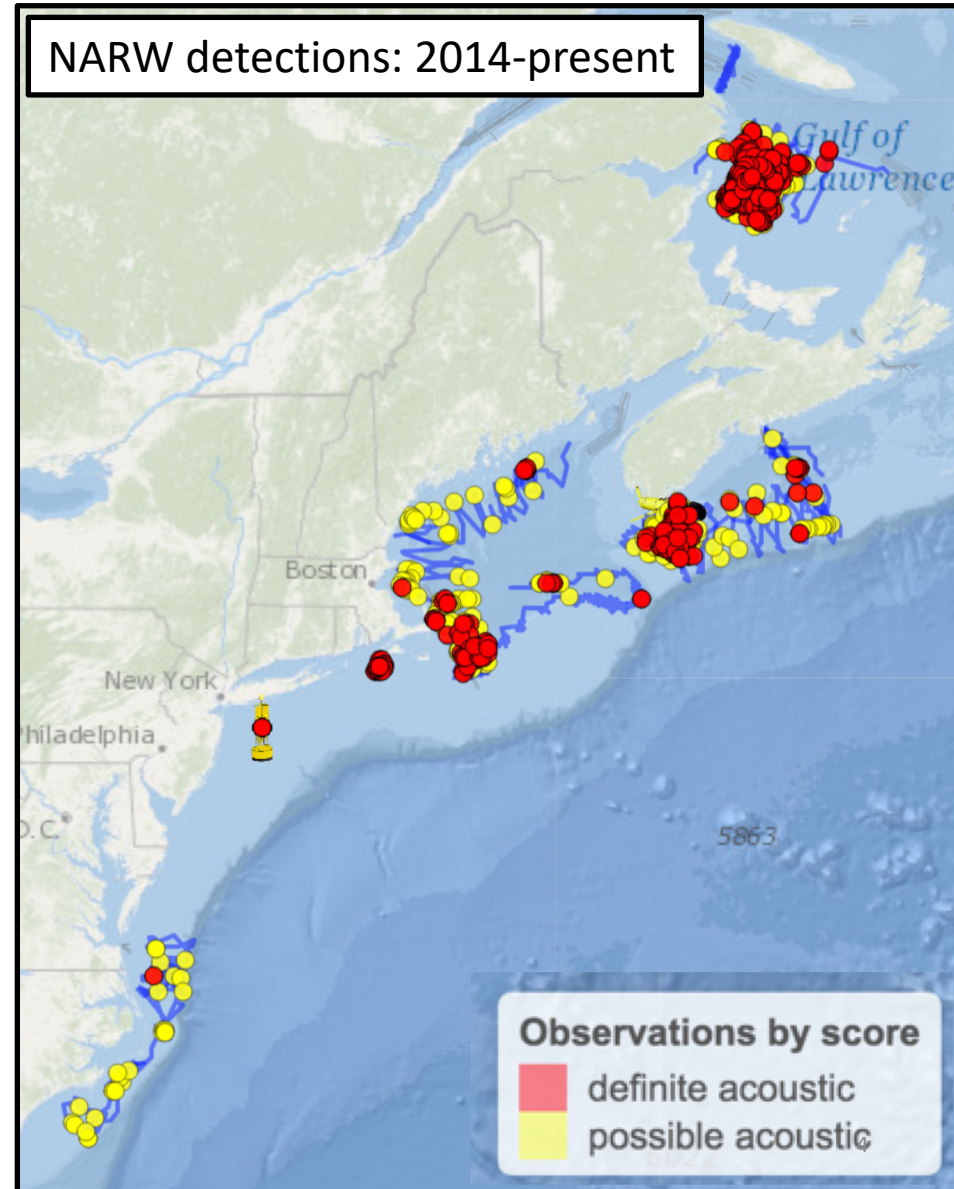 NARW detections: 2014-present
Gulf of
Lawrence
Boston
New York
Philadelphia
D.C.
5863
Observations by score
definite acoustic
possible acoustic